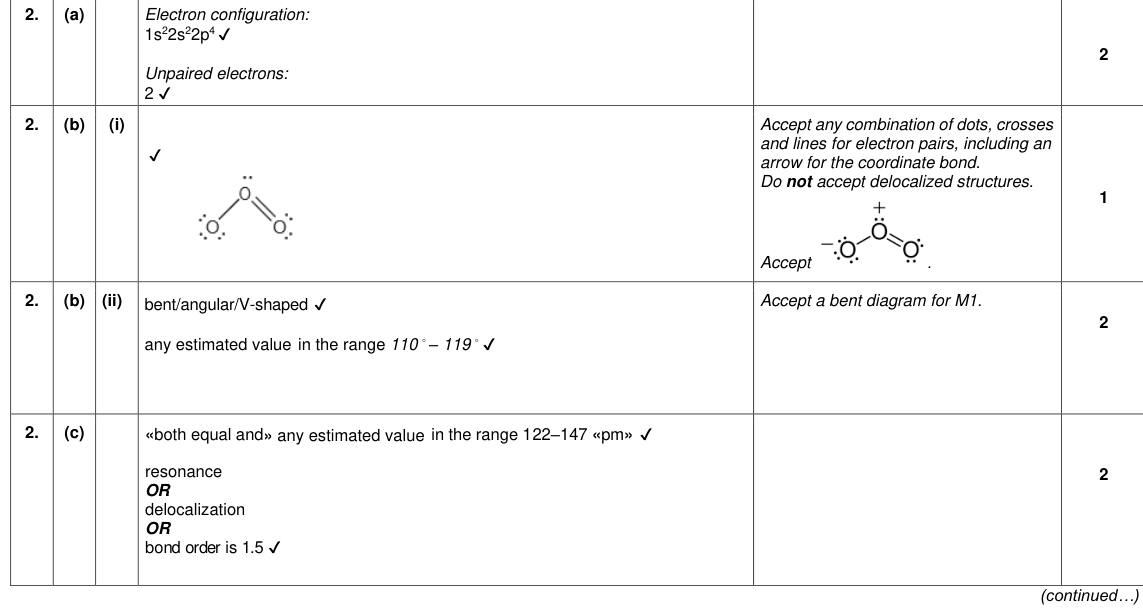 2. (a) Electron configuration:
1s²2s²2p⁴ ✓
2
Unpaired electrons:
2 ✓
2. (b) (i)
✓
O
O
O
Accept any combination of dots, crosses
and lines for electron pairs, including an
arrow for the coordinate bond.
Do not accept delocalized structures.
+
O
− O
O
Accept .
1
2. (b) (ii) bent/angular/V-shaped ✓
any estimated value in the range 110° – 119° ✓
Accept a bent diagram for M1.
2
2. (c) «both equal and» any estimated value in the range 122–147 «pm» ✓
resonance
OR
delocalization
OR
bond order is 1.5 ✓
2
(continued…)